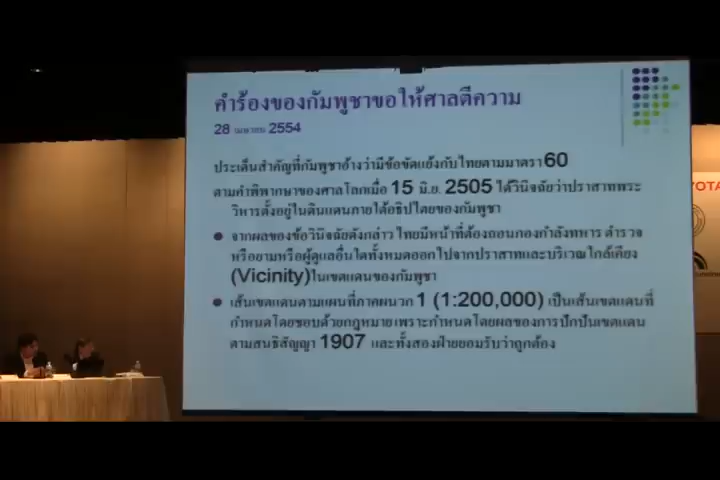 คำร้องของกัมพูชาขอให้ศาลตีความ
28 เมษายน 2554
ประเด็นสำคัญที่กัมพูชาอ้างว่ามีข้อขัดแย้งกับไทยตามมาตรา 60
ตามคำพิพากษาของศาลโลกเมื่อ 15 มิ.ย. 2505 ได้วินิจฉัยว่าปราสาทพระ
วิหารตั้งอยู่ในดินแดนภายใต้อธิปไตยของกัมพูชา
จากผลของข้อวินิจฉัยดังกล่าว ไทยมีหน้าที่ต้องถอนกองกำลังทหาร ตำรวจ
หรือยามหรือผู้ดูแลอื่นใดทั้งหมดออกไปจากปราสาทและบริเวณใกล้เคียง
(Vicinity)ในเขตแดนของกัมพูชา
เส้นเขตแดนตามแผนที่ภาคผนวก 1 (1:200,000) เป็นเส้นเขตแดนที่
กำหนดโดยชอบด้วยกฎหมาย เพราะกำหนดโดยผลของการปักปันเขตแดน
ตามสนธิสัญญา 1907 และทั้งสองฝ่ายยอมรับว่าถูกต้อง